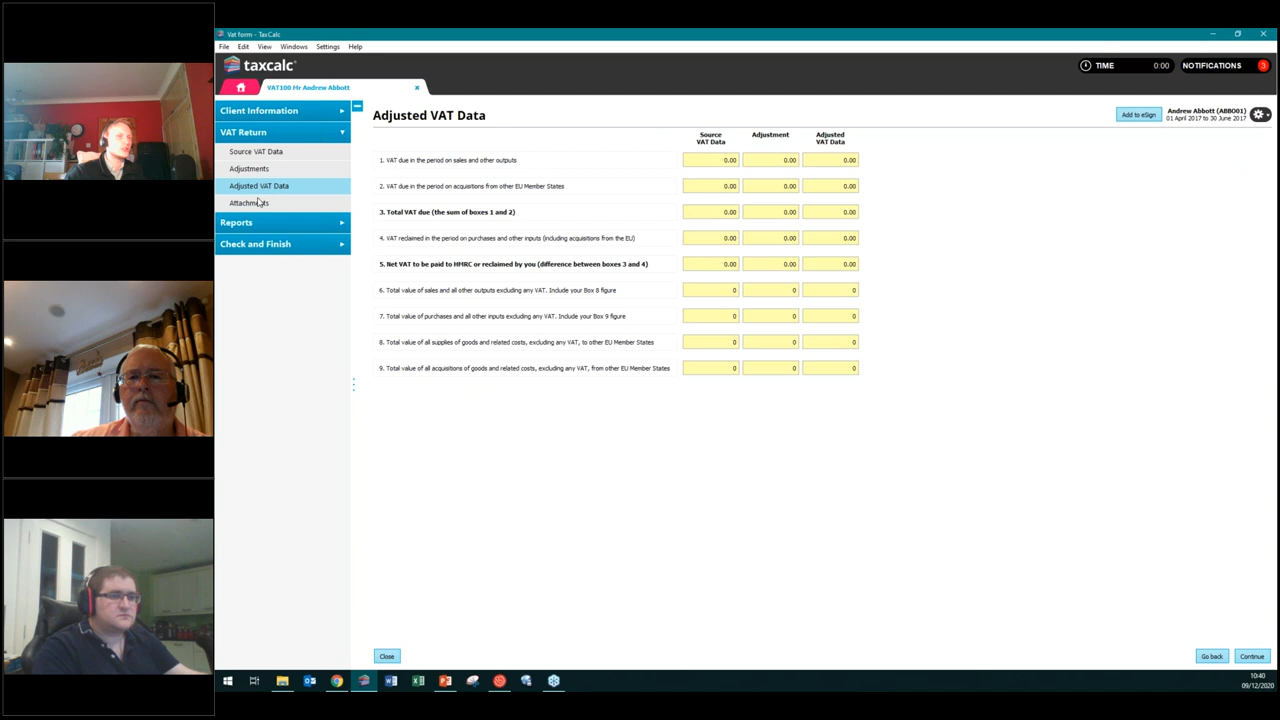 Vat form - TaxCalc
File Edit View Windows Settings Help
taxcalc
TIME 0:00 NOTIFICATIONS 3
VAT100 Mr Andrew Abbott
Client Information
VAT Return
Source VAT Data
Adjustments
Adjusted VAT Data
Attachments
Reports
Check and Finish
Adjusted VAT Data
Add to eSign
Andrew Abbott (ABBO01)
01 April 2017 to 30 June 2017
Source VAT Data Adjustment Adjusted VAT Data
1. VAT due in the period on sales and other outputs 0.00 0.00 0.00
2. VAT due in the period on acquisitions from other EU Member States 0.00 0.00 0.00
3. Total VAT due (the sum of boxes 1 and 2) 0.00 0.00 0.00
4. VAT reclaimed in the period on purchases and other inputs (including acquisitions from the EU) 0.00 0.00 0.00
5. Net VAT to be paid to HMRC or reclaimed by you (difference between boxes 3 and 4) 0.00 0.00 0.00
6. Total value of sales and all other outputs excluding any VAT. Include your Box 8 figure 0 0 0
7. Total value of purchases and all other inputs excluding any VAT. Include your Box 9 figure 0 0 0
8. Total value of all supplies of goods and related costs, excluding any VAT, to other EU Member States 0 0 0
9. Total value of all acquisitions of goods and related costs, excluding any VAT, from other EU Member States 0 0 0
Close
Go back
Continue
10:40
09/12/2020